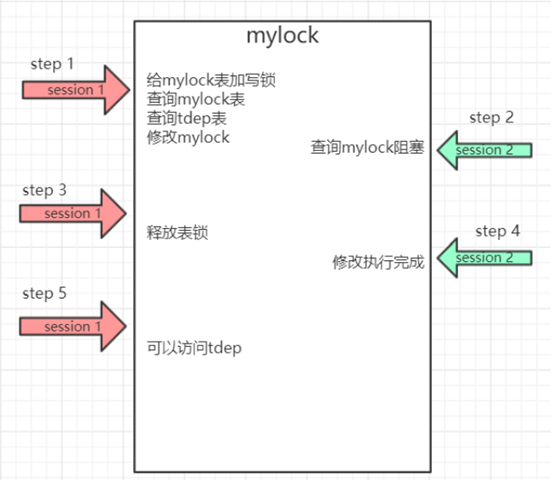 mylock
step 1
session 1
给mylock表加写锁
查询mylock表
查询tdep表
修改mylock
step 2
session 2
查询mylock阻塞
step 3
session 1
释放表锁
step 4
session 2
修改执行完成
step 5
session 1
可以访问tdep